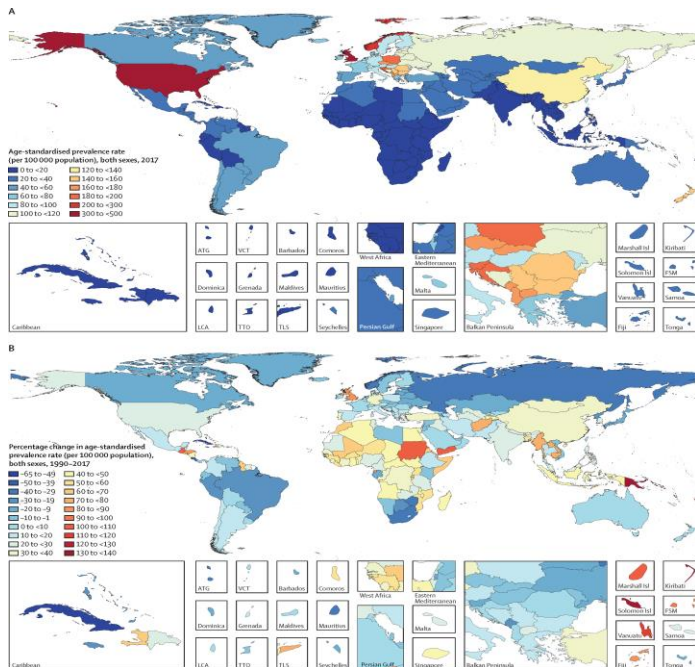 A
Age-standardised prevalence rate
(per 100 000 population), both sexes, 2017
0 to <20
20 to <40
40 to <60
60 to <80
80 to <100
100 to <120
120 to <140
140 to <160
160 to <180
180 to <200
200 to <300
300 to <500
Caribbean
ATG
VCT
Barbados
Comoros
Dominica
Grenada
Maldives
Mauritius
LCA
TTO
TLS
Seychelles
West Africa
Eastern
Mediterranean
Persian Gulf
Malta
Singapore
Balkan Peninsula
Marshall Isl
Kiribati
Solomon Isl
FSM
Vanuatu
Samoa
Fiji
Tonga
B
Percentage change in age-standardised
prevalence rate (per 100 000 population),
both sexes, 1990–2017
-65 to -49
-50 to -39
-40 to -29
-30 to -19
-20 to -9
-10 to -1
0 to <10
10 to <20
20 to <30
30 to <40
40 to <50
50 to <60
60 to <70
70 to <80
80 to <90
90 to <100
100 to <110
110 to <120
120 to <130
130 to <140
Caribbean
ATG
VCT
Barbados
Comoros
Dominica
Grenada
Maldives
Mauritius
LCA
TTO
TLS
Seychelles
West Africa
Eastern
Mediterranean
Persian Gulf
Malta
Singapore
Balkan Peninsula
Marshall Isl
Kiribati
Solomon Isl
FSM
Vanuatu
Samoa
Fiji
Tonga